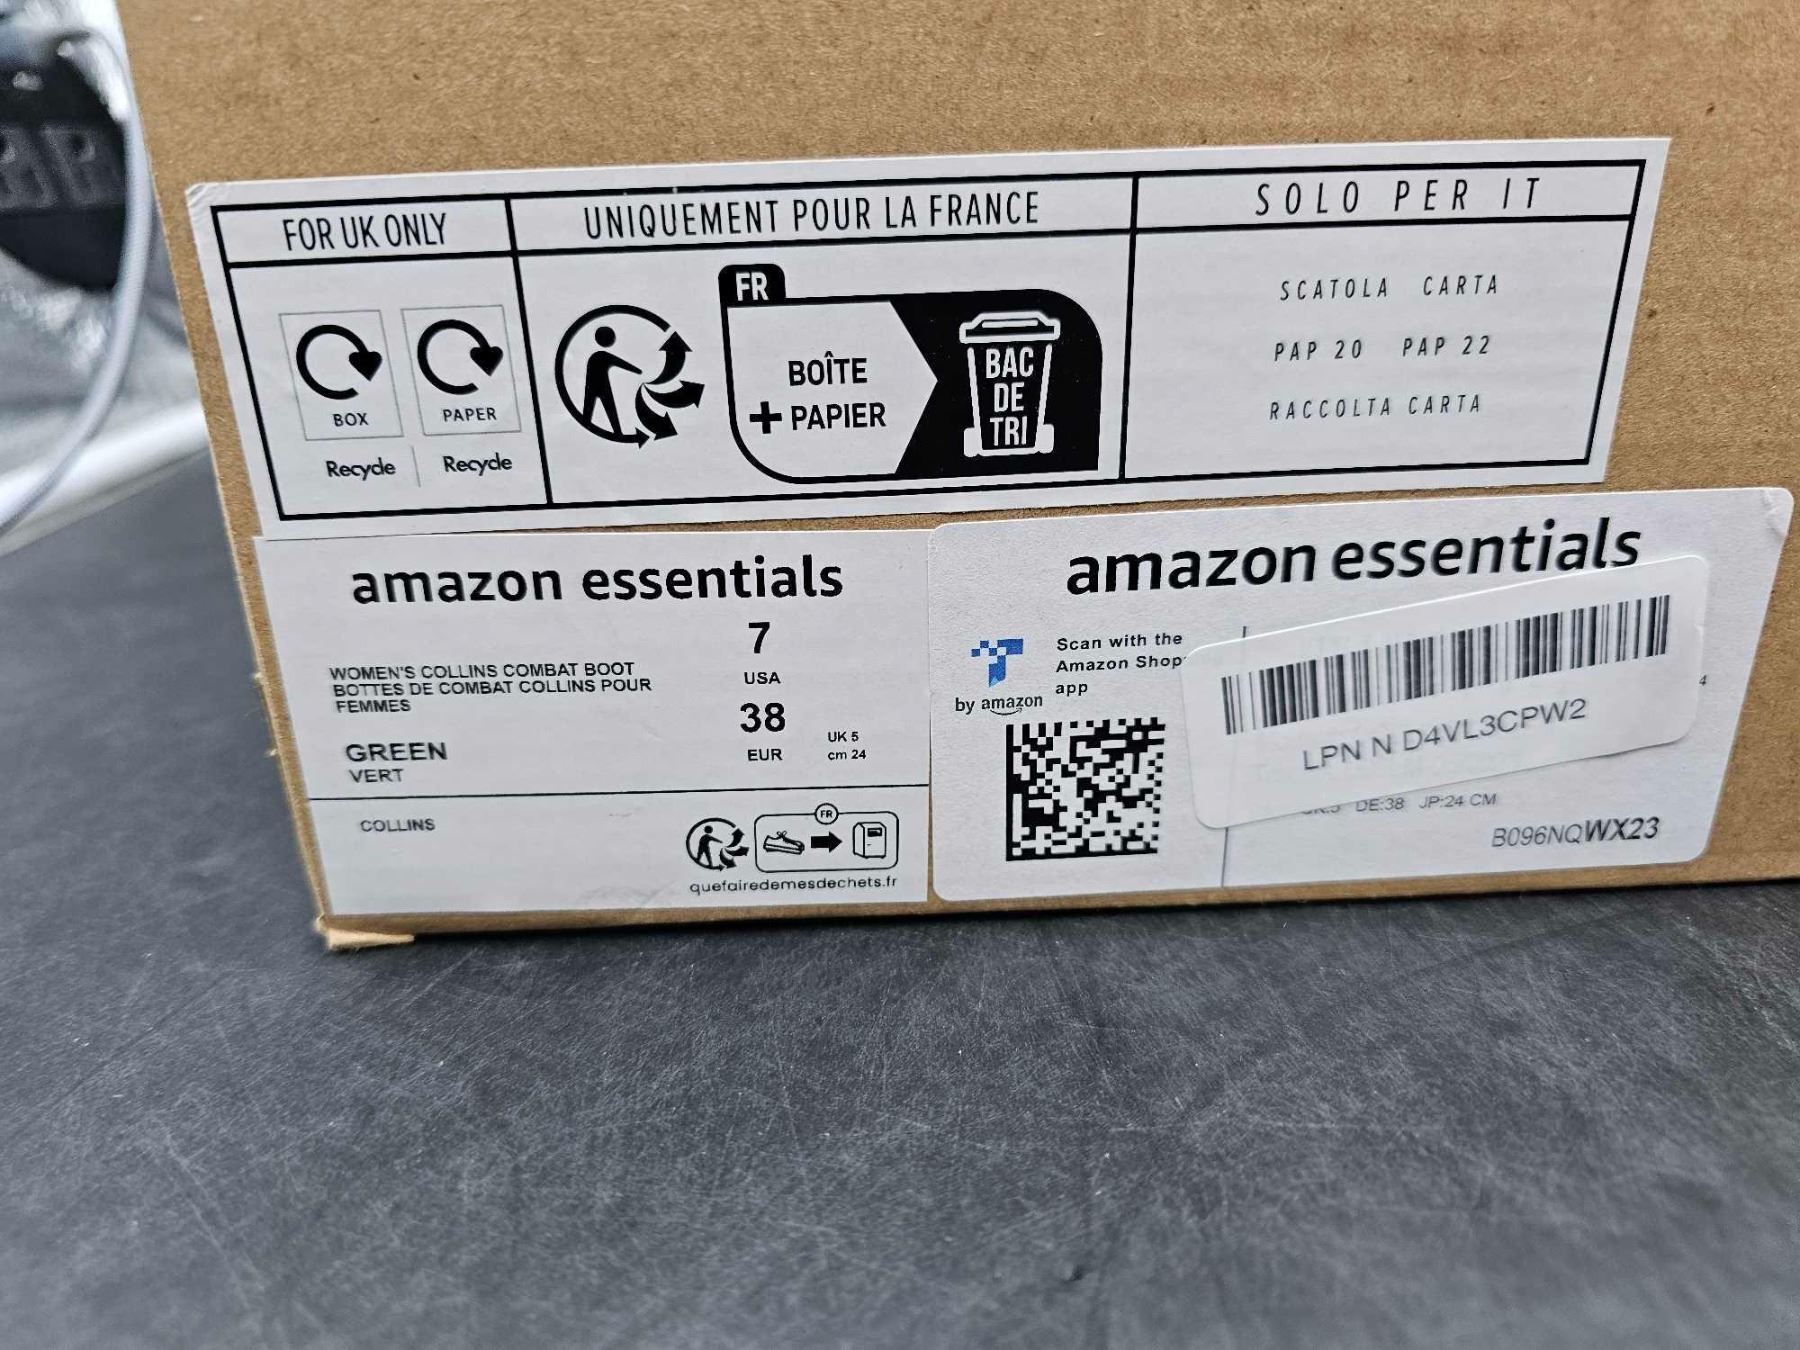 FOR UK ONLY
BOX
PAPER
Recycle
Recycle
UNIQUEMENT POUR LA FRANCE
FR
BOÎTE
+ PAPIER
BAC
DE
TRI
SOLO PER IT
SCATOLA CARTA
PAP 20 PAP 22
RACCOLTA CARTA
amazon essentials
WOMEN'S COLLINS COMBAT BOOT
BOTTES DE COMBAT COLLINS POUR
FEMMES
GREEN
VERT
7
USA
38
EUR
UK 5
cm 24
COLLINS
FR
quefairedemesdechets.fr
amazon essentials
by amazon
Scan with the
Amazon Shop
app
LPN N D4VL3CPW2
DE:38 JP:24 CM
B096NQWX23